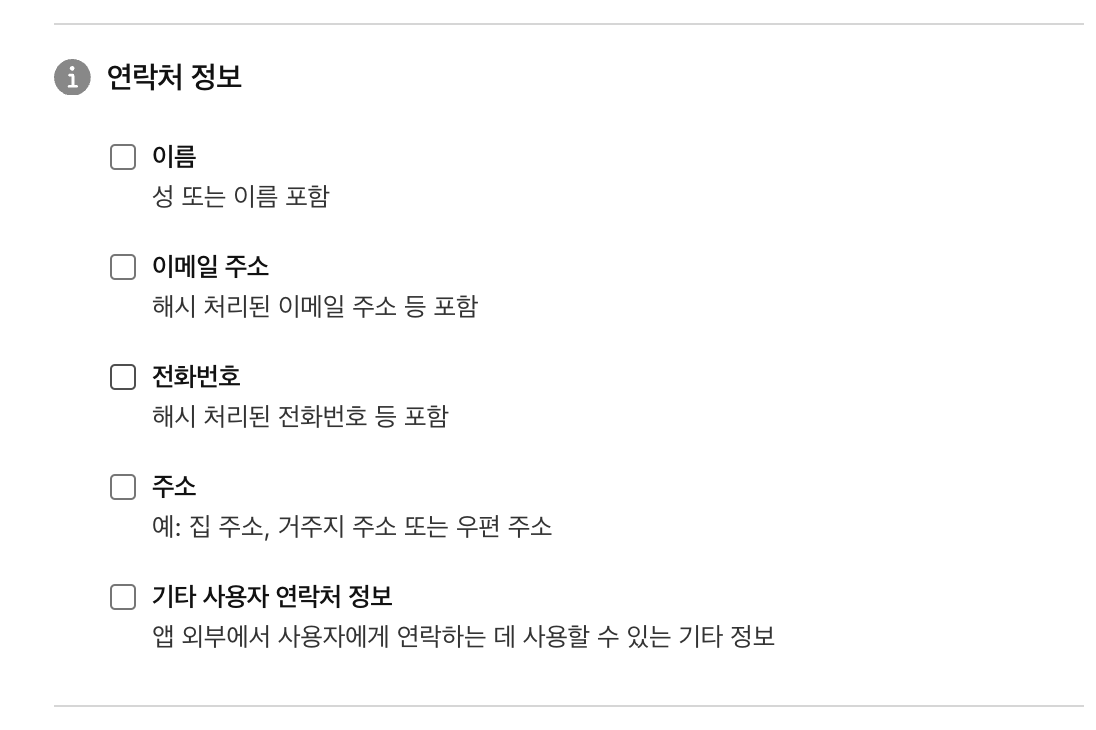 연락처 정보
이름
성 또는 이름 포함
이메일 주소
해시 처리된 이메일 주소 등 포함
전화번호
해시 처리된 전화번호 등 포함
주소
예: 집 주소, 거주지 주소 또는 우편 주소
기타 사용자 연락처 정보
앱 외부에서 사용자에게 연락하는 데 사용할 수 있는 기타 정보